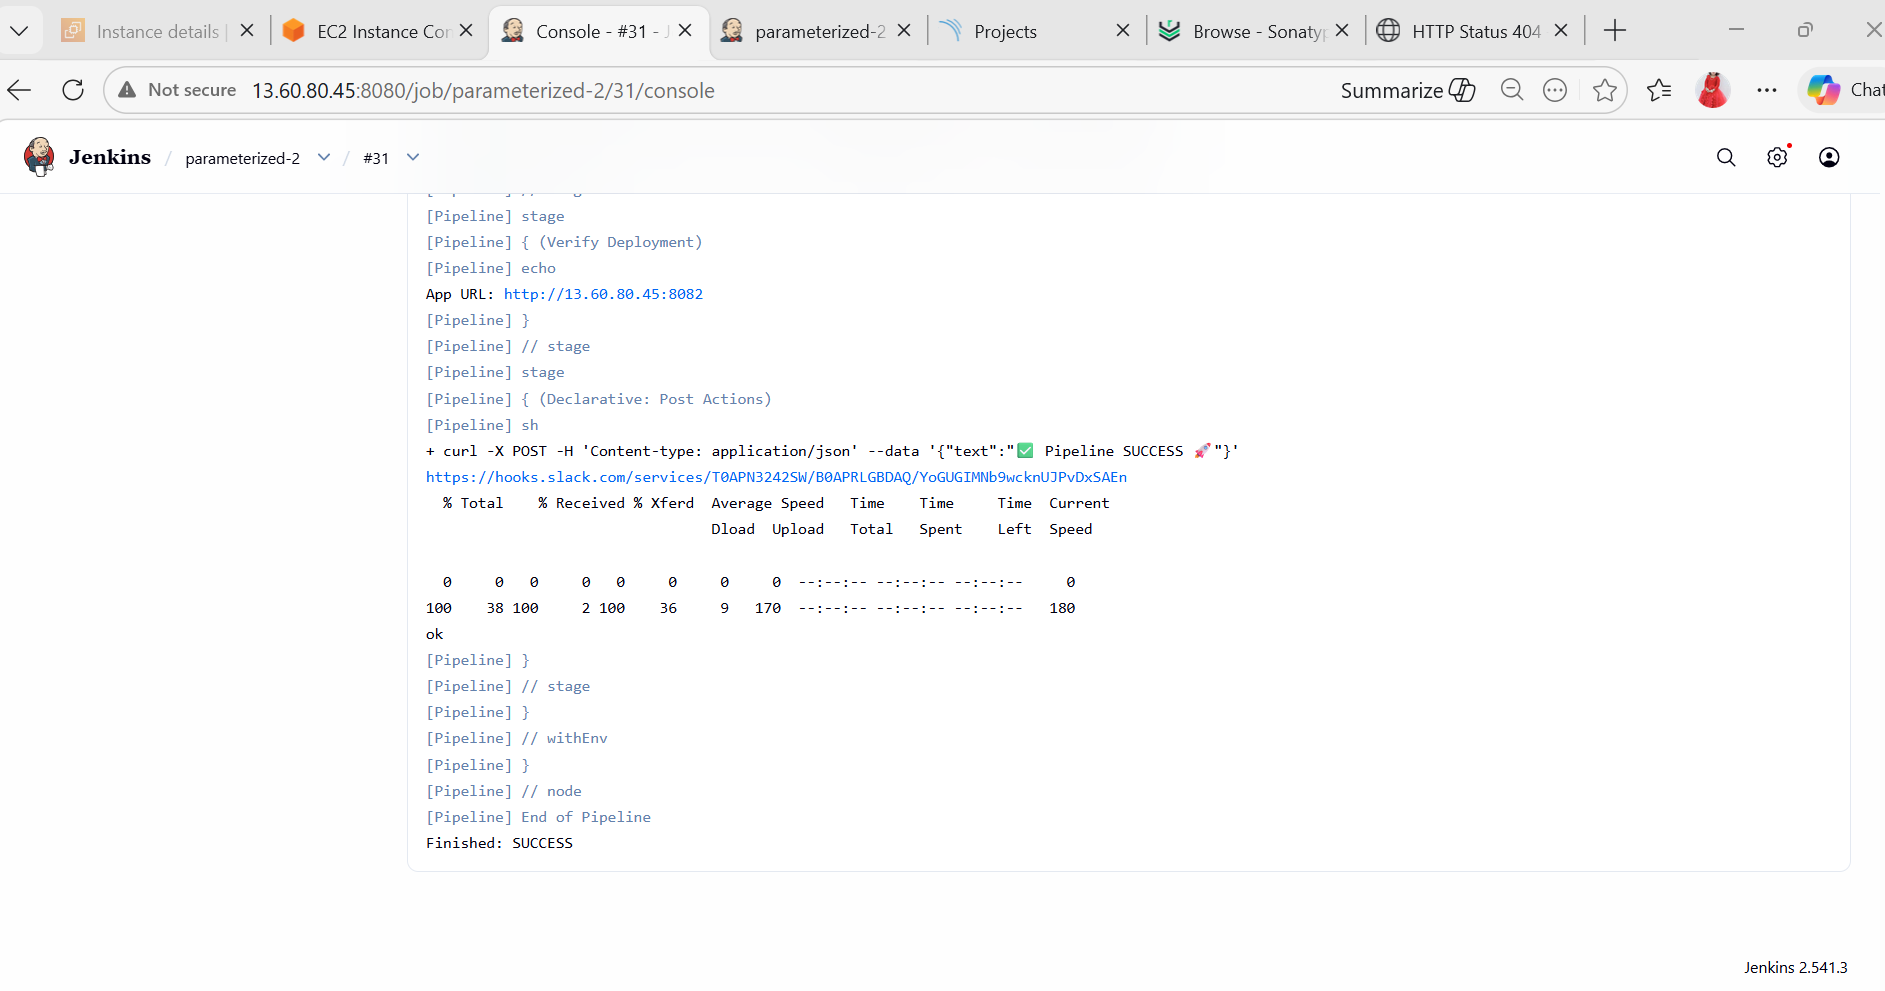 Instance details
EC2 Instance Con
Console - #31 - J
parameterized-2
Projects
Browse - Sonatyp
HTTP Status 404
Not secure 13.60.80.45:8080/job/parameterized-2/31/console
Summarize
Chat
Jenkins / parameterized-2 / #31
[Pipeline] stage
[Pipeline] { (Verify Deployment)
[Pipeline] echo
App URL: http://13.60.80.45:8082
[Pipeline] }
[Pipeline] // stage
[Pipeline] stage
[Pipeline] { (Declarative: Post Actions)
[Pipeline] sh
+ curl -X POST -H 'Content-type: application/json' --data '{"text":"✅ Pipeline SUCCESS 🚀"}'
https://hooks.slack.com/services/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
% Total % Received % Xferd Average Speed Time Time Time Current
Dload Upload Total Spent Left Speed
0 0 0 0 0 0 0 0 --:--:-- --:--:-- --:--:-- 0
100 38 100 2 100 36 9 170 --:--:-- --:--:-- --:--:-- 180
ok
[Pipeline] }
[Pipeline] // stage
[Pipeline] }
[Pipeline] // withEnv
[Pipeline] }
[Pipeline] // node
[Pipeline] End of Pipeline
Finished: SUCCESS
Jenkins 2.541.3